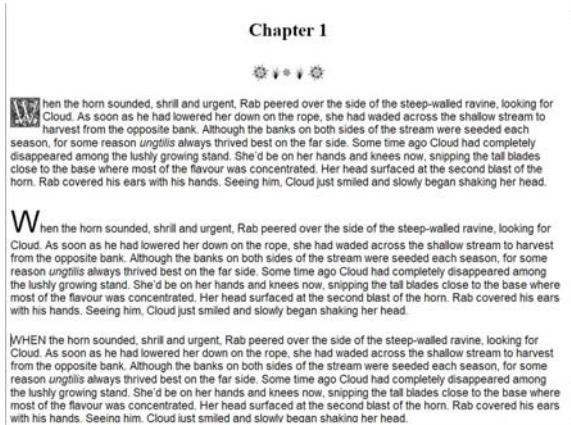 Chapter 1
When the horn sounded, shrill and urgent, Rab peered over the side of the steep-walled ravine, looking for
Cloud. As soon as he had lowered her down on the rope, she had waded across the shallow stream to
harvest from the opposite bank. Although the banks on both sides of the stream were seeded each
season, for some reason ungtilis always thrived best on the far side. Some time ago Cloud had completely
disappeared among the lushly growing stand. She'd be on her hands and knees now, snipping the tall blades
close to the base where most of the flavour was concentrated. Her head surfaced at the second blast of the
horn. Rab covered his ears with his hands. Seeing him, Cloud just smiled and slowly began shaking her head.
When the horn sounded, shrill and urgent, Rab peered over the side of the steep-walled ravine, looking for
Cloud. As soon as he had lowered her down on the rope, she had waded across the shallow stream to harvest
from the opposite bank. Although the banks on both sides of the stream were seeded each season, for some
reason ungtilis always thrived best on the far side. Some time ago Cloud had completely disappeared among
the lushly growing stand. She'd be on her hands and knees now, snipping the tall blades close to the base where
most of the flavour was concentrated. Her head surfaced at the second blast of the horn. Rab covered his ears
with his hands. Seeing him, Cloud just smiled and slowly began shaking her head.
WHEN the horn sounded, shrill and urgent, Rab peered over the side of the steep-walled ravine, looking for
Cloud. As soon as he had lowered her down on the rope, she had waded across the shallow stream to harvest
from the opposite bank. Although the banks on both sides of the stream were seeded each season, for some
reason ungtilis always thrived best on the far side. Some time ago Cloud had completely disappeared among
the lushly growing stand. She'd be on her hands and knees now, snipping the tall blades close to the base where
most of the flavour was concentrated. Her head surfaced at the second blast of the horn. Rab covered his ears
with his hands. Seeing him, Cloud just smiled and slowly began shaking her head.